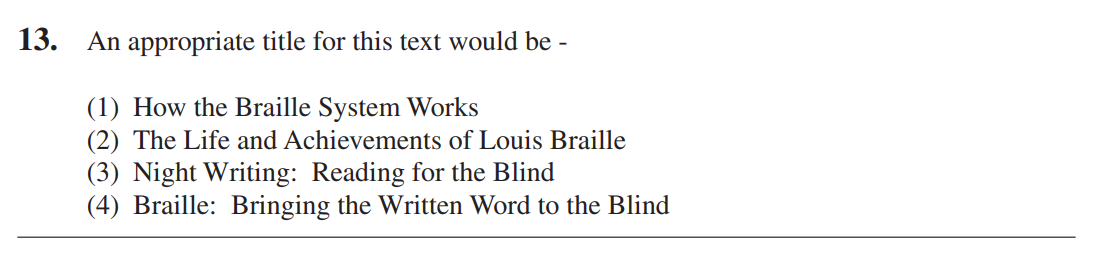 13. An appropriate title for this text would be -
(1) How the Braille System Works
(2) The Life and Achievements of Louis Braille
(3) Night Writing: Reading for the Blind
(4) Braille: Bringing the Written Word to the Blind